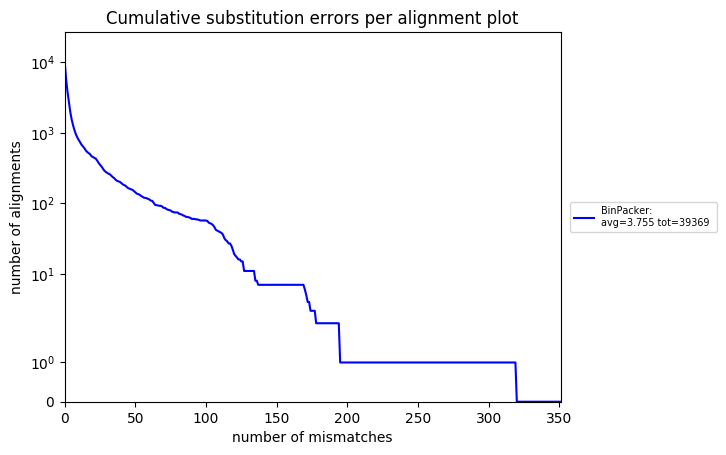 Cumulative substitution errors per alignment plot
number of alignments
10^4
10^3
10^2
10^1
10^0
0
0 50 100 150 200 250 300 350
number of mismatches
BinPacker:
avg=3.755 tot=39369